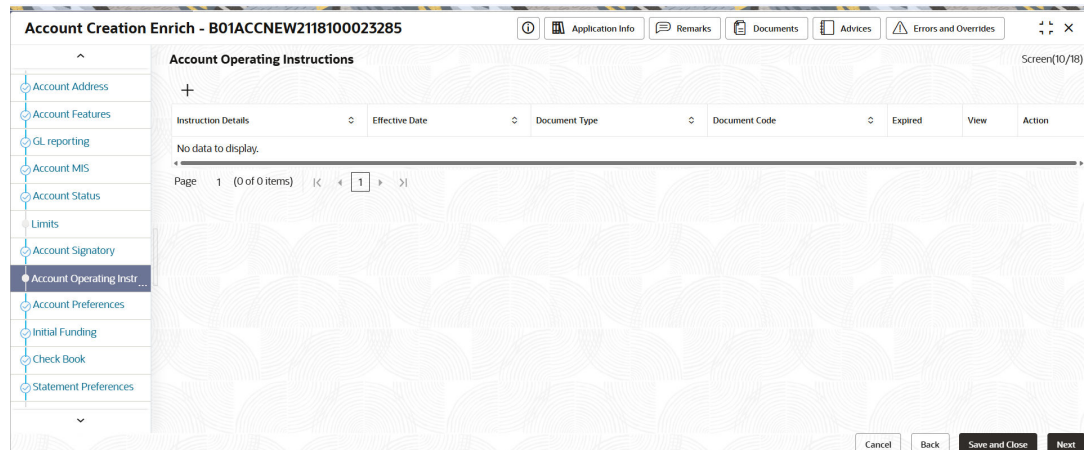 Account Creation Enrich - B01ACCNEW2118100023285
Application Info
Remarks
Documents
Advices
Errors and Overrides
Account Operating Instructions
Screen(10/18)
Account Address
Account Features
GL reporting
Account MIS
Account Status
Limits
Account Signatory
Account Operating Instr...
Account Preferences
Initial Funding
Check Book
Statement Preferences
Instruction Details Effective Date Document Type Document Code Expired View Action
No data to display.
Page 1 (0 of 0 items) 1
Cancel Back Save and Close Next